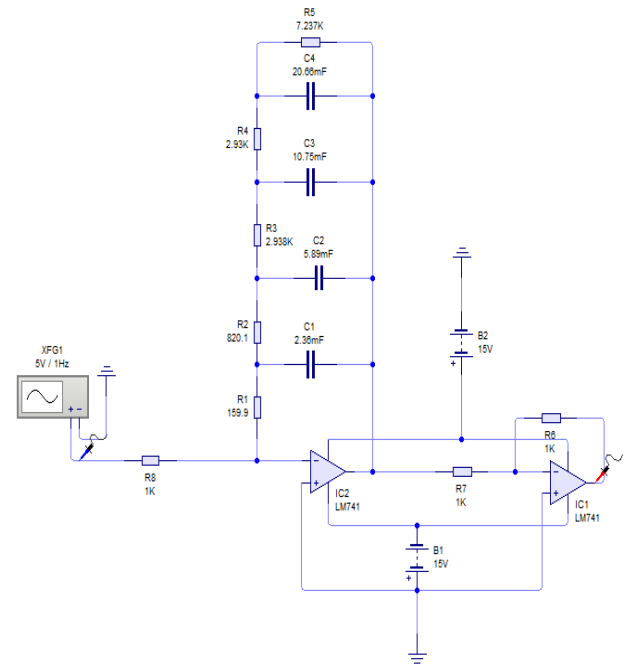 R5
7.237K
C4
20.66mF
R4
2.93K
C3
10.75mF
R3
2.938K
C2
5.89mF
R2
820.1
C1
2.36mF
B2
15V
+
XFG1
5V / 1Hz
+ -
R1
159.9
R8
1K
-
+
IC2
LM741
R7
1K
R6
1K
-
+
IC1
LM741
B1
15V
+